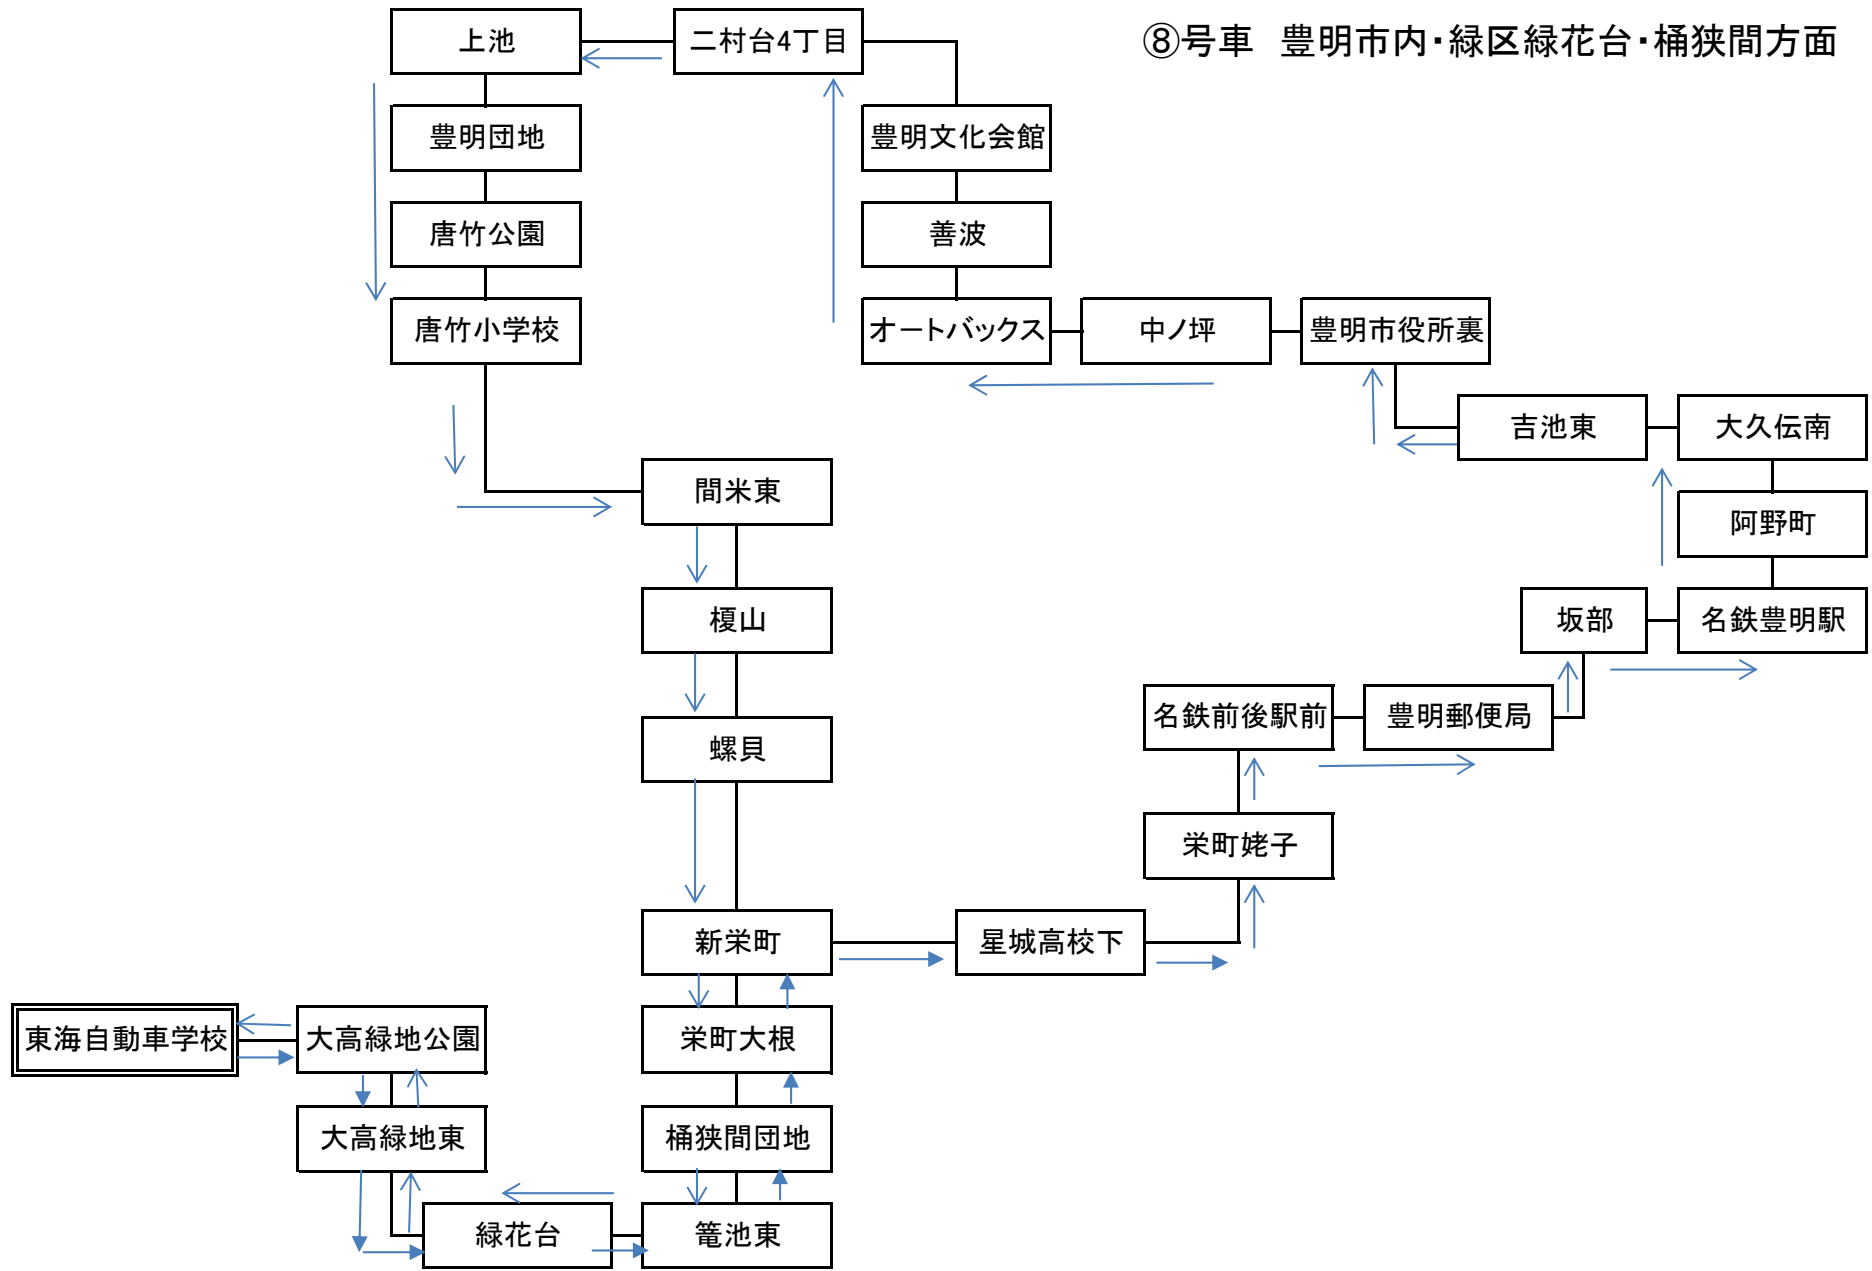 ⑧号車　豊明市内・緑区緑花台・桶狭間方面
上池
二村台4丁目
豊明団地
豊明文化会館
唐竹公園
善波
唐竹小学校
オートバックス
中ノ坪
豊明市役所裏
吉池東
大久伝南
間米東
阿野町
榎山
坂部
名鉄豊明駅
螺貝
名鉄前後駅前
豊明郵便局
栄町姥子
新栄町
星城高校下
東海自動車学校
大高緑地公園
栄町大根
大高緑地東
桶狭間団地
緑花台
篭池東